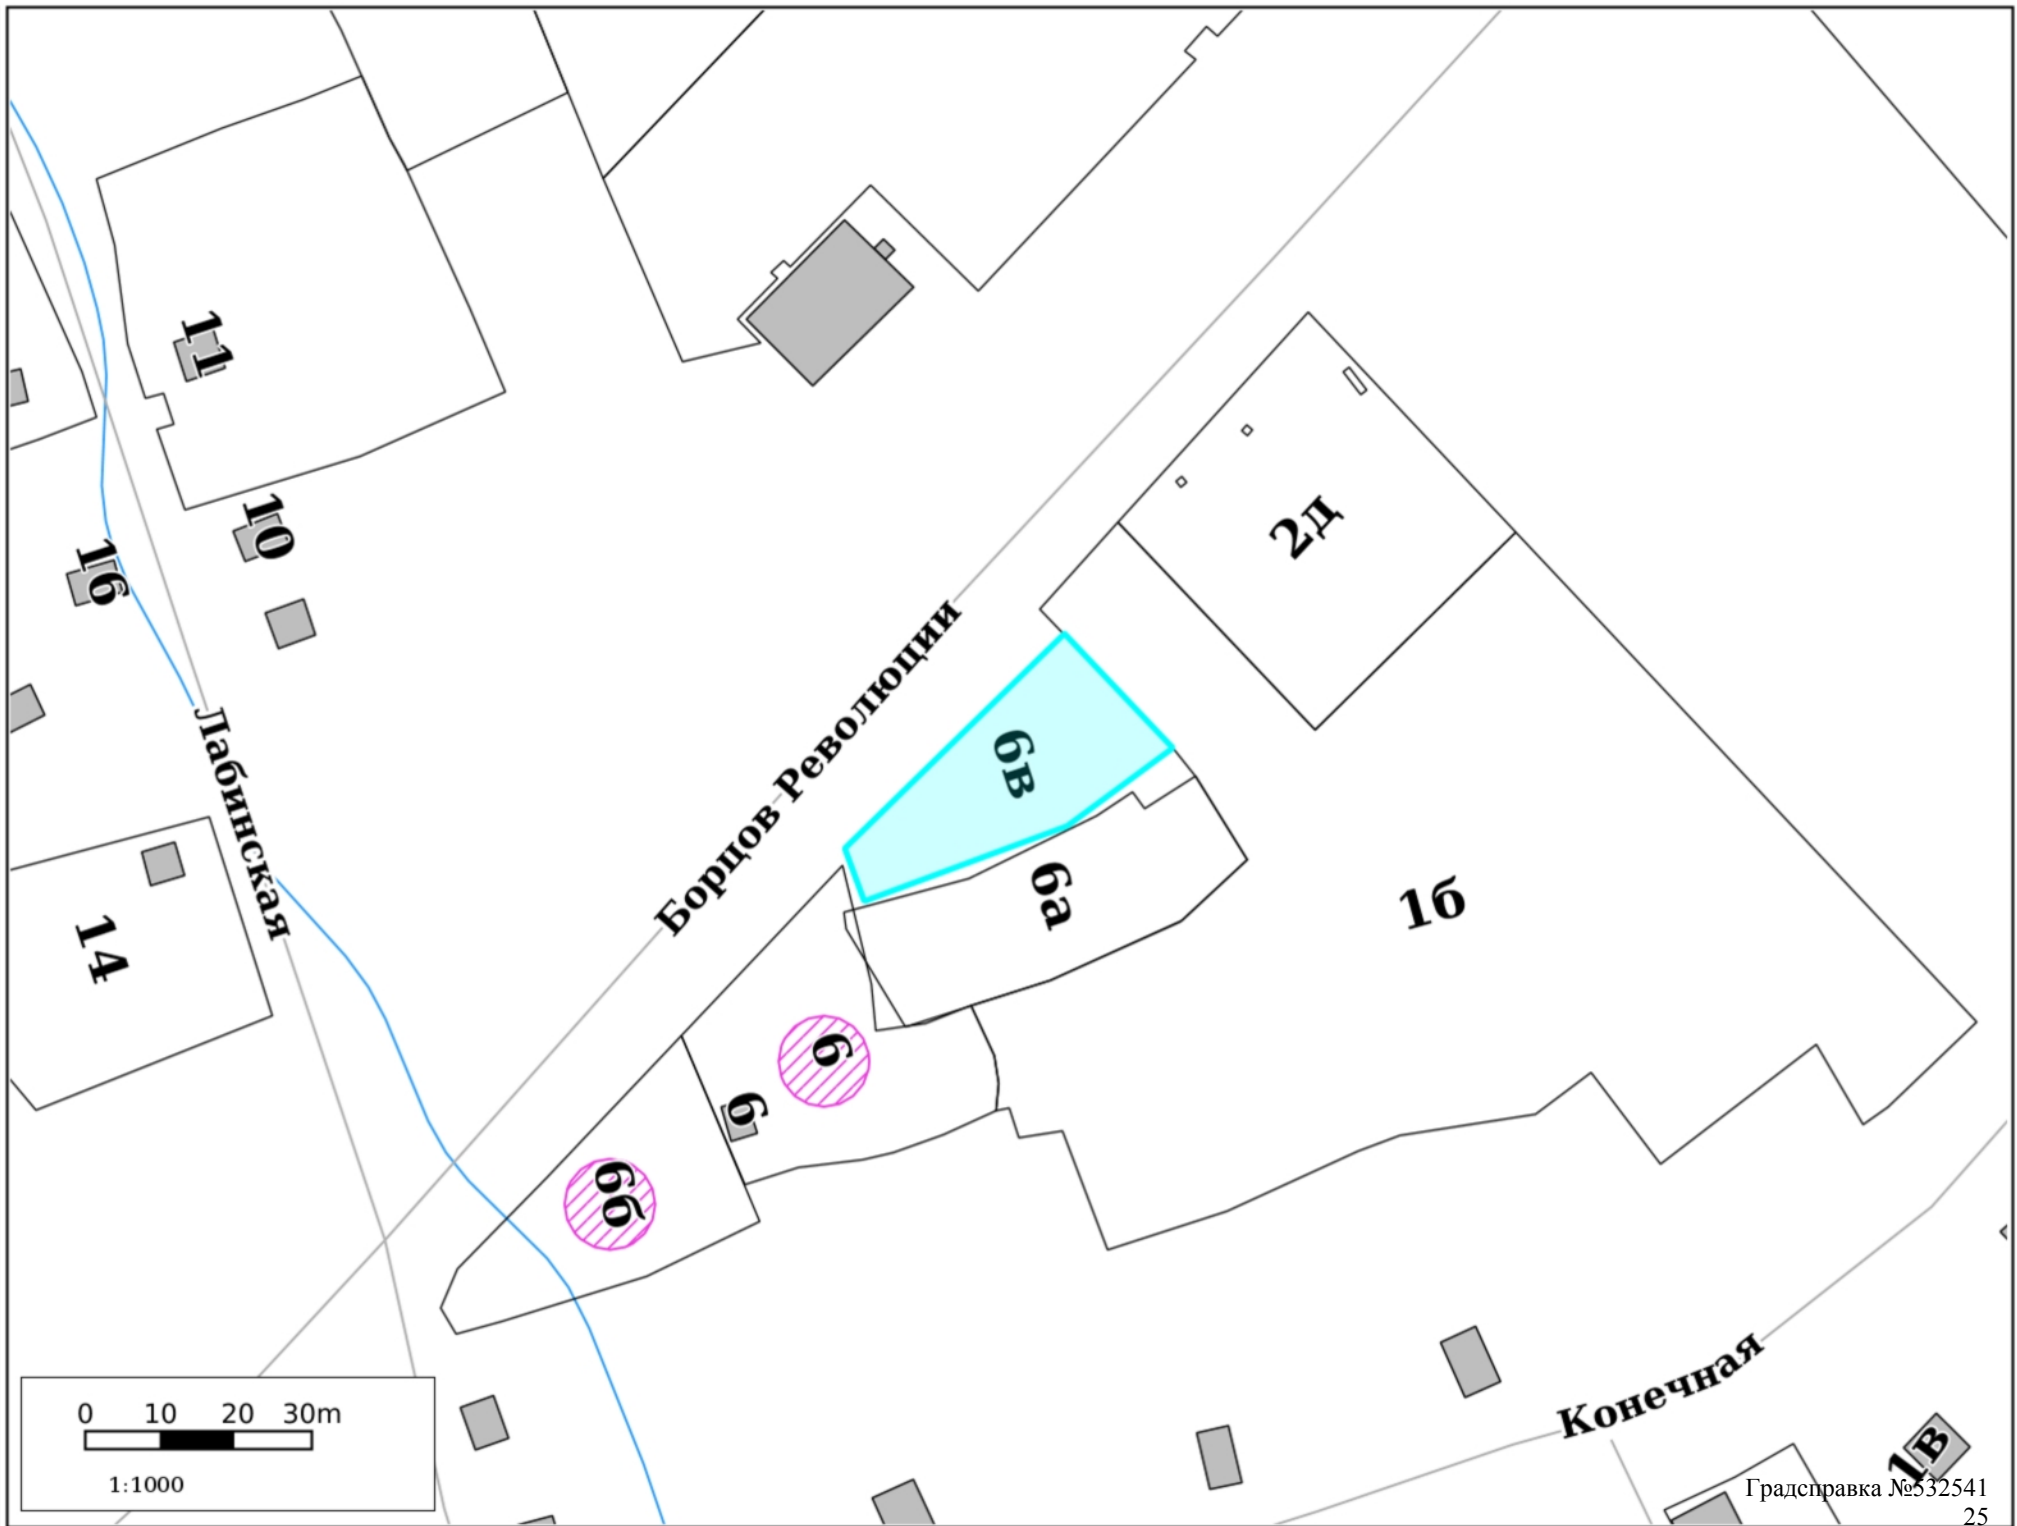 11
2д
10
16
Борцов Революции
Лабинская
6в
6а
1б
14
6
6
6б
Конечная
1в
0 10 20 30m
1:1000
Градсправка №532541
25